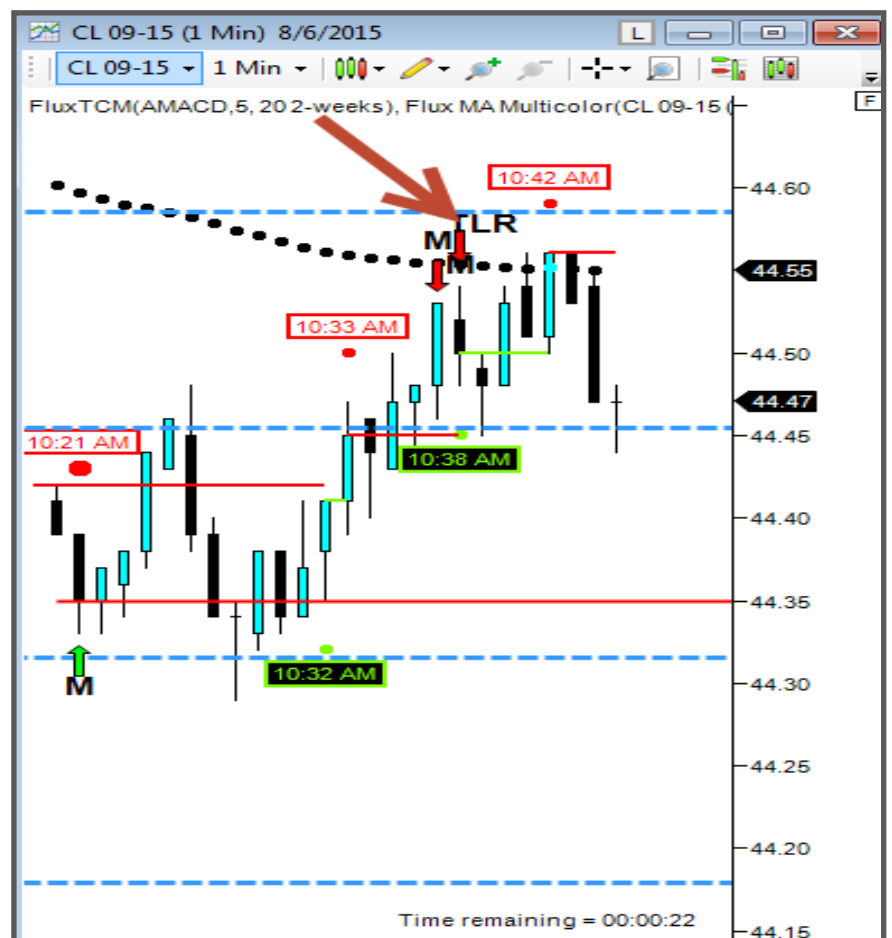 CL 09-15 (1 Min)  8/6/2015
L
CL 09-15 1 Min
FluxTCM(AMACD,5, 20 2-weeks), Flux MA Multicolor(CL 09-15 (
F
10:42 AM
44.60
TLR
M
M
44.55
10:33 AM
44.50
44.47
10:21 AM
44.45
10:38 AM
44.40
44.35
10:32 AM
M
44.30
44.25
44.20
Time remaining = 00:00:22
44.15